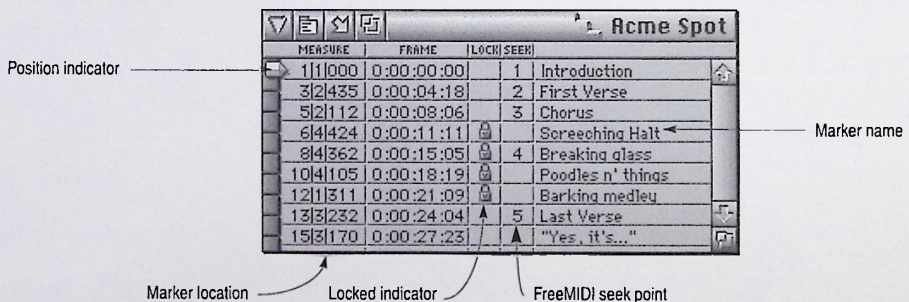 Acme Spot
MEASURE FRAME LOCK SEEK
Position indicator
1|1|000 0:00:00:00 1 Introduction
3|2|435 0:00:04:18 2 First Verse
5|2|112 0:00:08:06 3 Chorus
6|4|424 0:00:11:11 Screeching Halt
Marker name
8|4|362 0:00:15:05 4 Breaking glass
10|4|105 0:00:18:19 Poodles n' things
12|1|311 0:00:21:09 Barking medley
13|3|232 0:00:24:04 5 Last Verse
15|3|170 0:00:27:23 "Yes, it's..."
Marker location Locked indicator FreeMIDI seek point